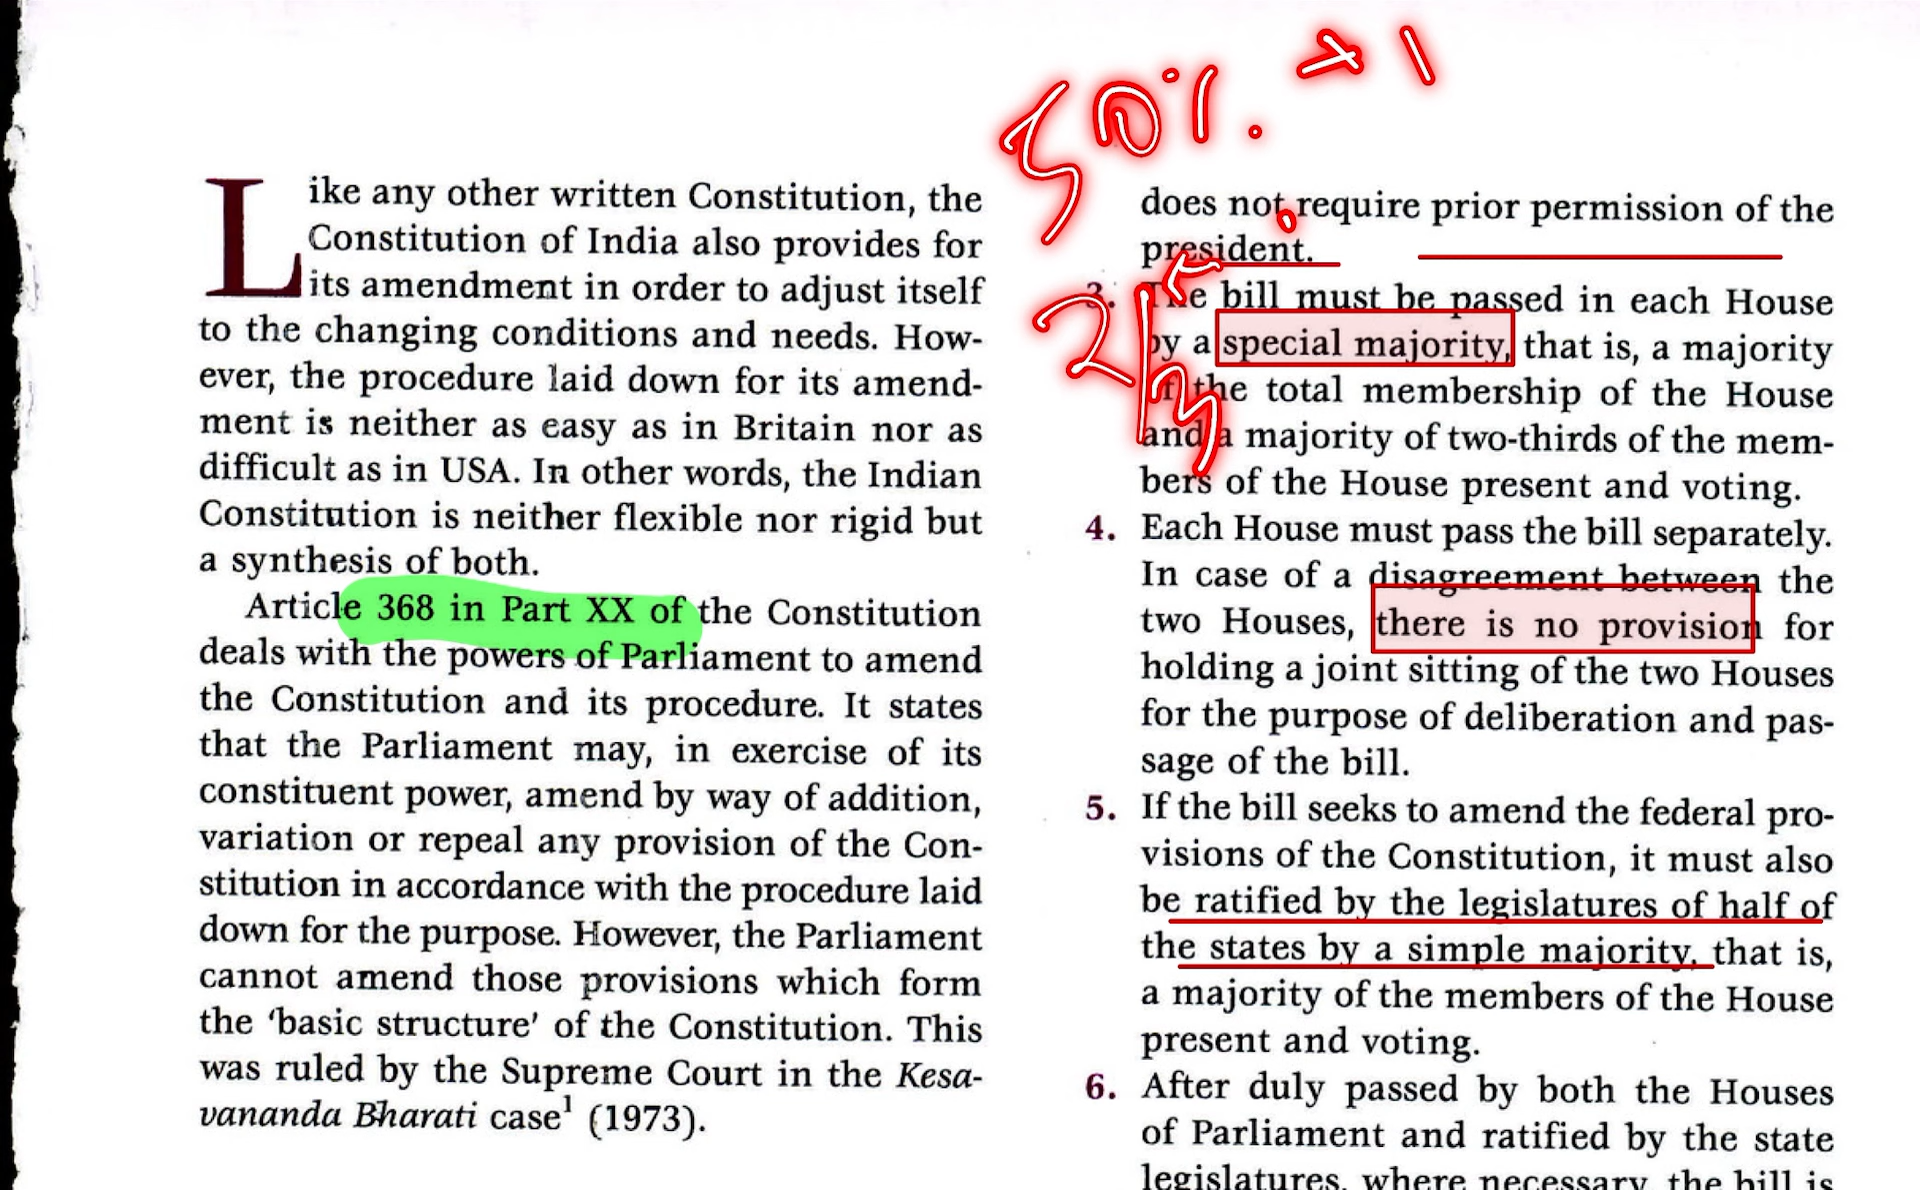 Like any other written Constitution, the
Constitution of India also provides for
its amendment in order to adjust itself
to the changing conditions and needs. How-
ever, the procedure laid down for its amend-
ment is neither as easy as in Britain nor as
difficult as in USA. In other words, the Indian
Constitution is neither flexible nor rigid but
a synthesis of both.
Article 368 in Part XX of the Constitution
deals with the powers of Parliament to amend
the Constitution and its procedure. It states
that the Parliament may, in exercise of its
constituent power, amend by way of addition,
variation or repeal any provision of the Con-
stitution in accordance with the procedure laid
down for the purpose. However, the Parliament
cannot amend those provisions which form
the ‘basic structure’ of the Constitution. This
was ruled by the Supreme Court in the Kesa-
vananda Bharati case¹ (1973).
50%. + 1
does not require prior permission of the
president.
2/3
3. The bill must be passed in each House
by a special majority, that is, a majority
of the total membership of the House
and a majority of two-thirds of the mem-
bers of the House present and voting.
4. Each House must pass the bill separately.
In case of a disagreement between the
two Houses, there is no provision for
holding a joint sitting of the two Houses
for the purpose of deliberation and pas-
sage of the bill.
5. If the bill seeks to amend the federal pro-
visions of the Constitution, it must also
be ratified by the legislatures of half of
the states by a simple majority, that is,
a majority of the members of the House
present and voting.
6. After duly passed by both the Houses
of Parliament and ratified by the state
legislatures, where necessary, the bill is